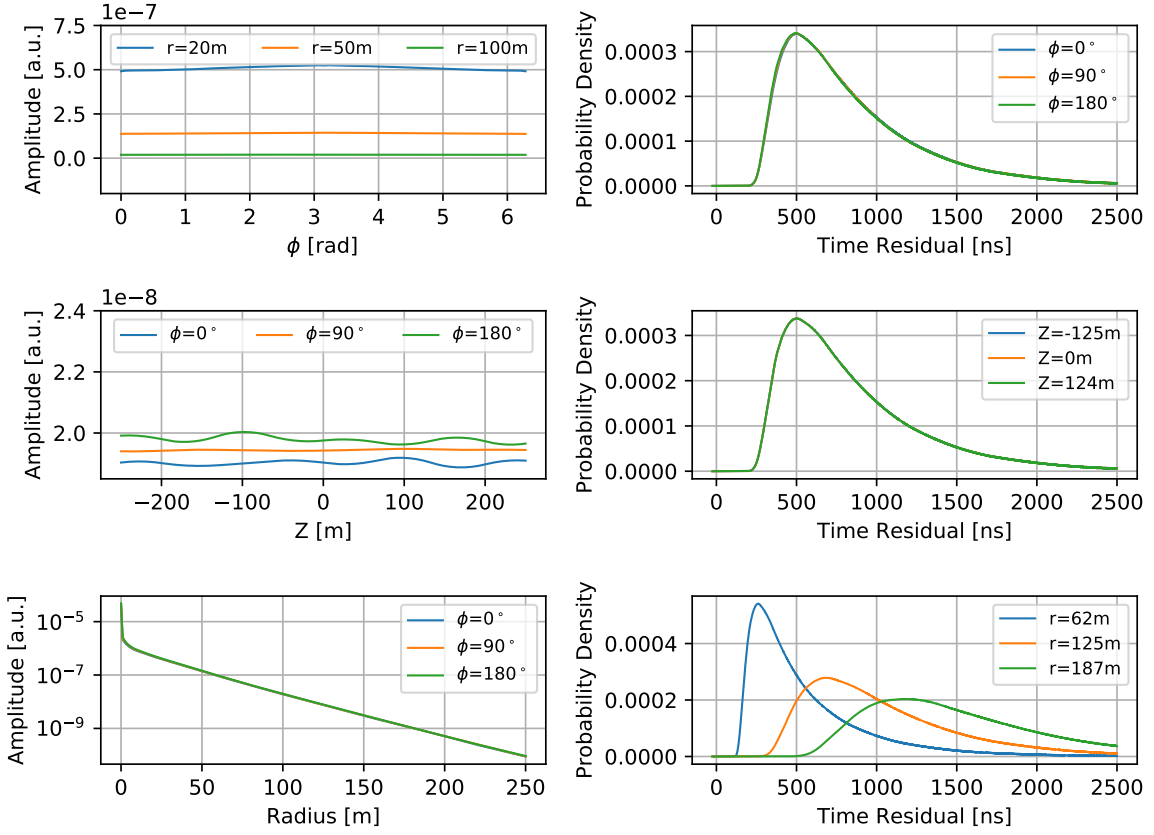 1e−7
7.5
5.0
2.5
0.0
Amplitude [a.u.]
r=20m r=50m r=100m
0 1 2 3 4 5 6
ϕ [rad]
0.0003
0.0002
0.0001
0.0000
Probability Density
ϕ=0°
ϕ=90°
ϕ=180°
0 500 1000 1500 2000 2500
Time Residual [ns]
1e−8
2.4
2.2
2.0
Amplitude [a.u.]
ϕ=0° ϕ=90° ϕ=180°
−200 −100 0 100 200
Z [m]
0.0003
0.0002
0.0001
0.0000
Probability Density
Z=-125m
Z=0m
Z=124m
0 500 1000 1500 2000 2500
Time Residual [ns]
10⁻⁵
10⁻⁷
10⁻⁹
Amplitude [a.u.]
ϕ=0°
ϕ=90°
ϕ=180°
0 50 100 150 200 250
Radius [m]
0.0004
0.0002
0.0000
Probability Density
r=62m
r=125m
r=187m
0 500 1000 1500 2000 2500
Time Residual [ns]